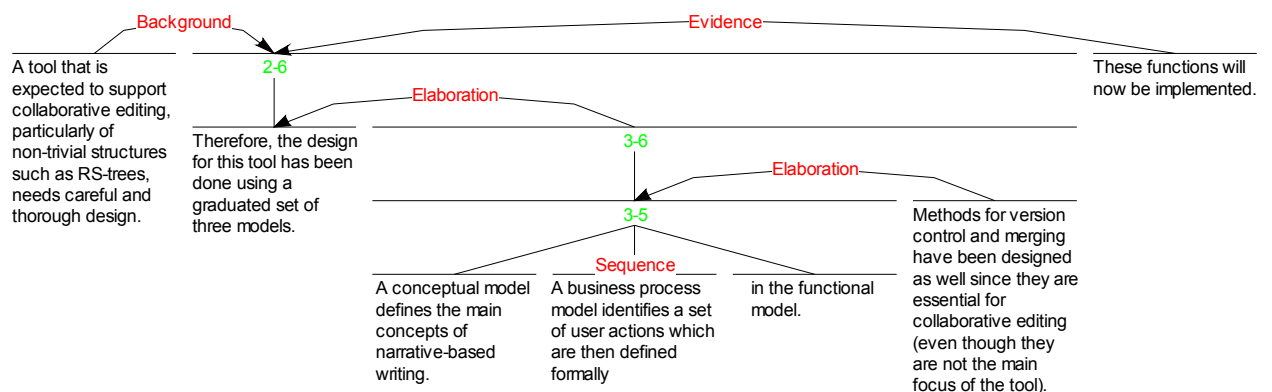 Background
Evidence
A tool that is
expected to support
collaborative editing,
particularly of
non-trivial structures
such as RS-trees,
needs careful and
thorough design.
2-6
These functions will
now be implemented.
Elaboration
Therefore, the design
for this tool has been
done using a
graduated set of
three models.
3-6
Elaboration
3-5
Methods for version
control and merging
have been designed
as well since they are
essential for
collaborative editing
(even though they
are not the main
focus of the tool).
Sequence
A conceptual model
defines the main
concepts of
narrative-based
writing.
A business process
model identifies a set
of user actions which
are then defined
formally
in the functional
model.